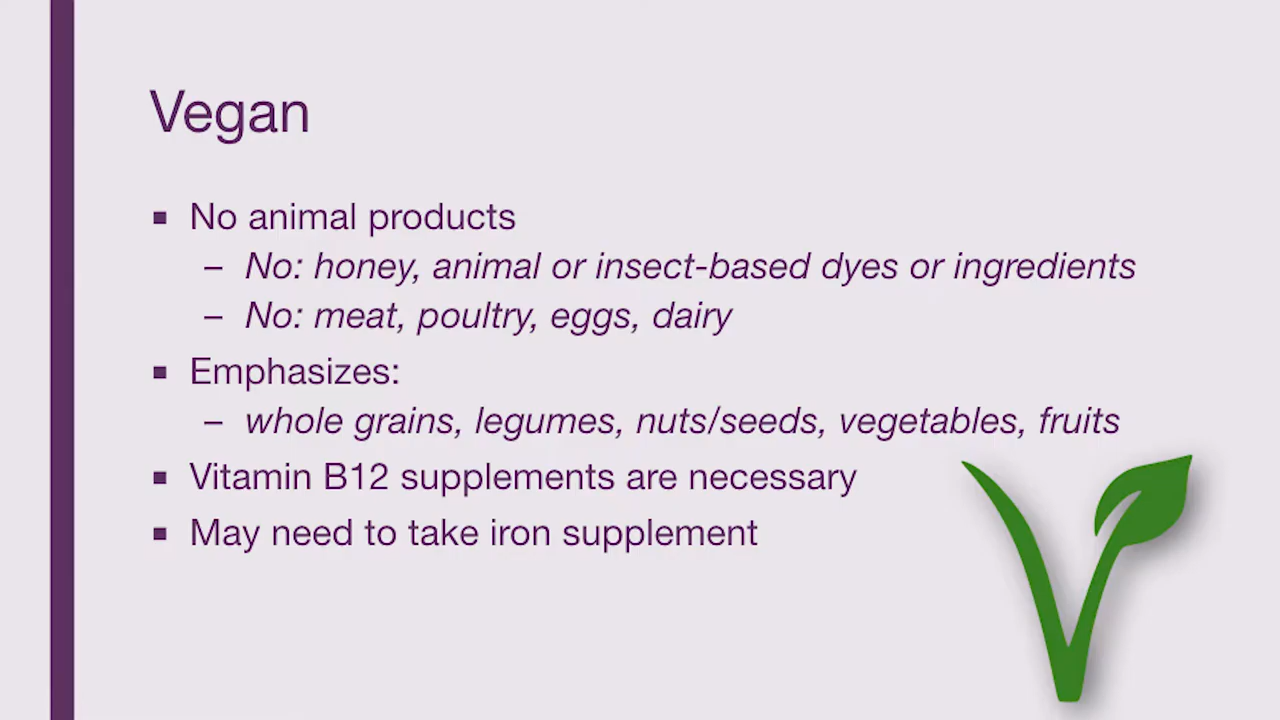 Vegan
▪ No animal products
– No: honey, animal or insect-based dyes or ingredients
– No: meat, poultry, eggs, dairy
▪ Emphasizes:
– whole grains, legumes, nuts/seeds, vegetables, fruits
▪ Vitamin B12 supplements are necessary
▪ May need to take iron supplement